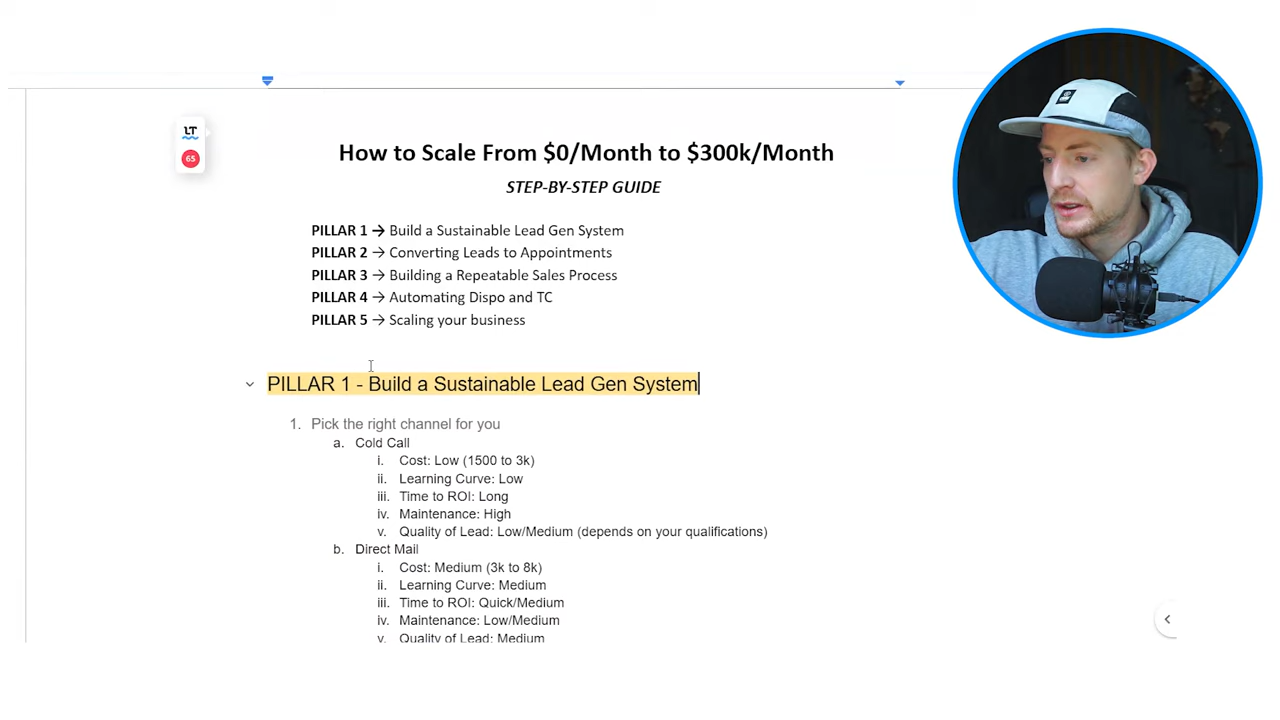 LT
65
How to Scale From $0/Month to $300k/Month
STEP-BY-STEP GUIDE
PILLAR 1 → Build a Sustainable Lead Gen System
PILLAR 2 → Converting Leads to Appointments
PILLAR 3 → Building a Repeatable Sales Process
PILLAR 4 → Automating Dispo and TC
PILLAR 5 → Scaling your business
PILLAR 1 - Build a Sustainable Lead Gen System
1. Pick the right channel for you
a. Cold Call
i. Cost: Low (1500 to 3k)
ii. Learning Curve: Low
iii. Time to ROI: Long
iv. Maintenance: High
v. Quality of Lead: Low/Medium (depends on your qualifications)
b. Direct Mail
i. Cost: Medium (3k to 8k)
ii. Learning Curve: Medium
iii. Time to ROI: Quick/Medium
iv. Maintenance: Low/Medium
v. Quality of Lead: Medium